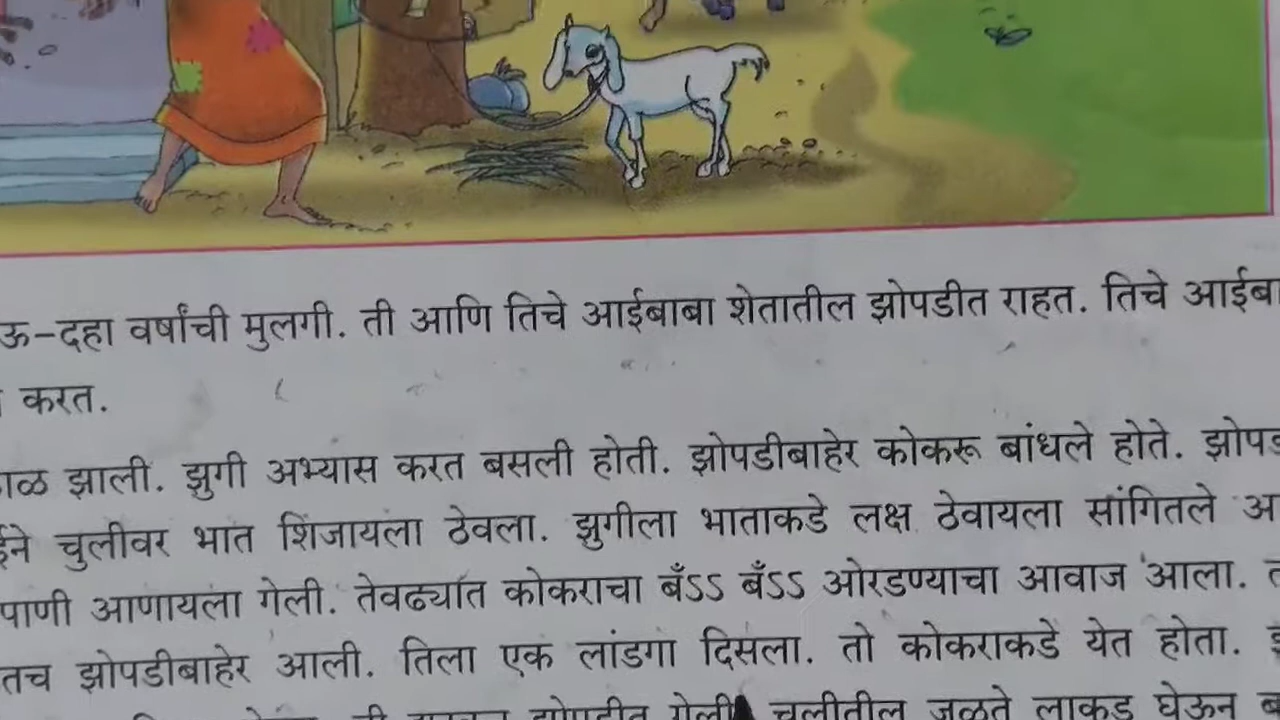 ऊ-दहा वर्षांची मुलगी. ती आणि तिचे आईबाबा शेतातील झोपडीत राहत. तिचे आईबा
करत.
झाली. झुगी अभ्यास करत बसली होती. झोपडीबाहेर कोकरू बांधले होते. झोपड
ईने चुलीवर भात शिजायला ठेवला. झुगीला भाताकडे लक्ष ठेवायला सांगितले अ
पाणी आणायला गेली. तेवढ्यात कोकराचा बँऽऽ बँऽऽ ओरडण्याचा आवाज आला. त
तच झोपडीबाहेर आली. तिला एक लांडगा दिसला. तो कोकराकडे येत होता.
झोपडीत गेली चुलीतील जळते लाकूड घेऊन ब